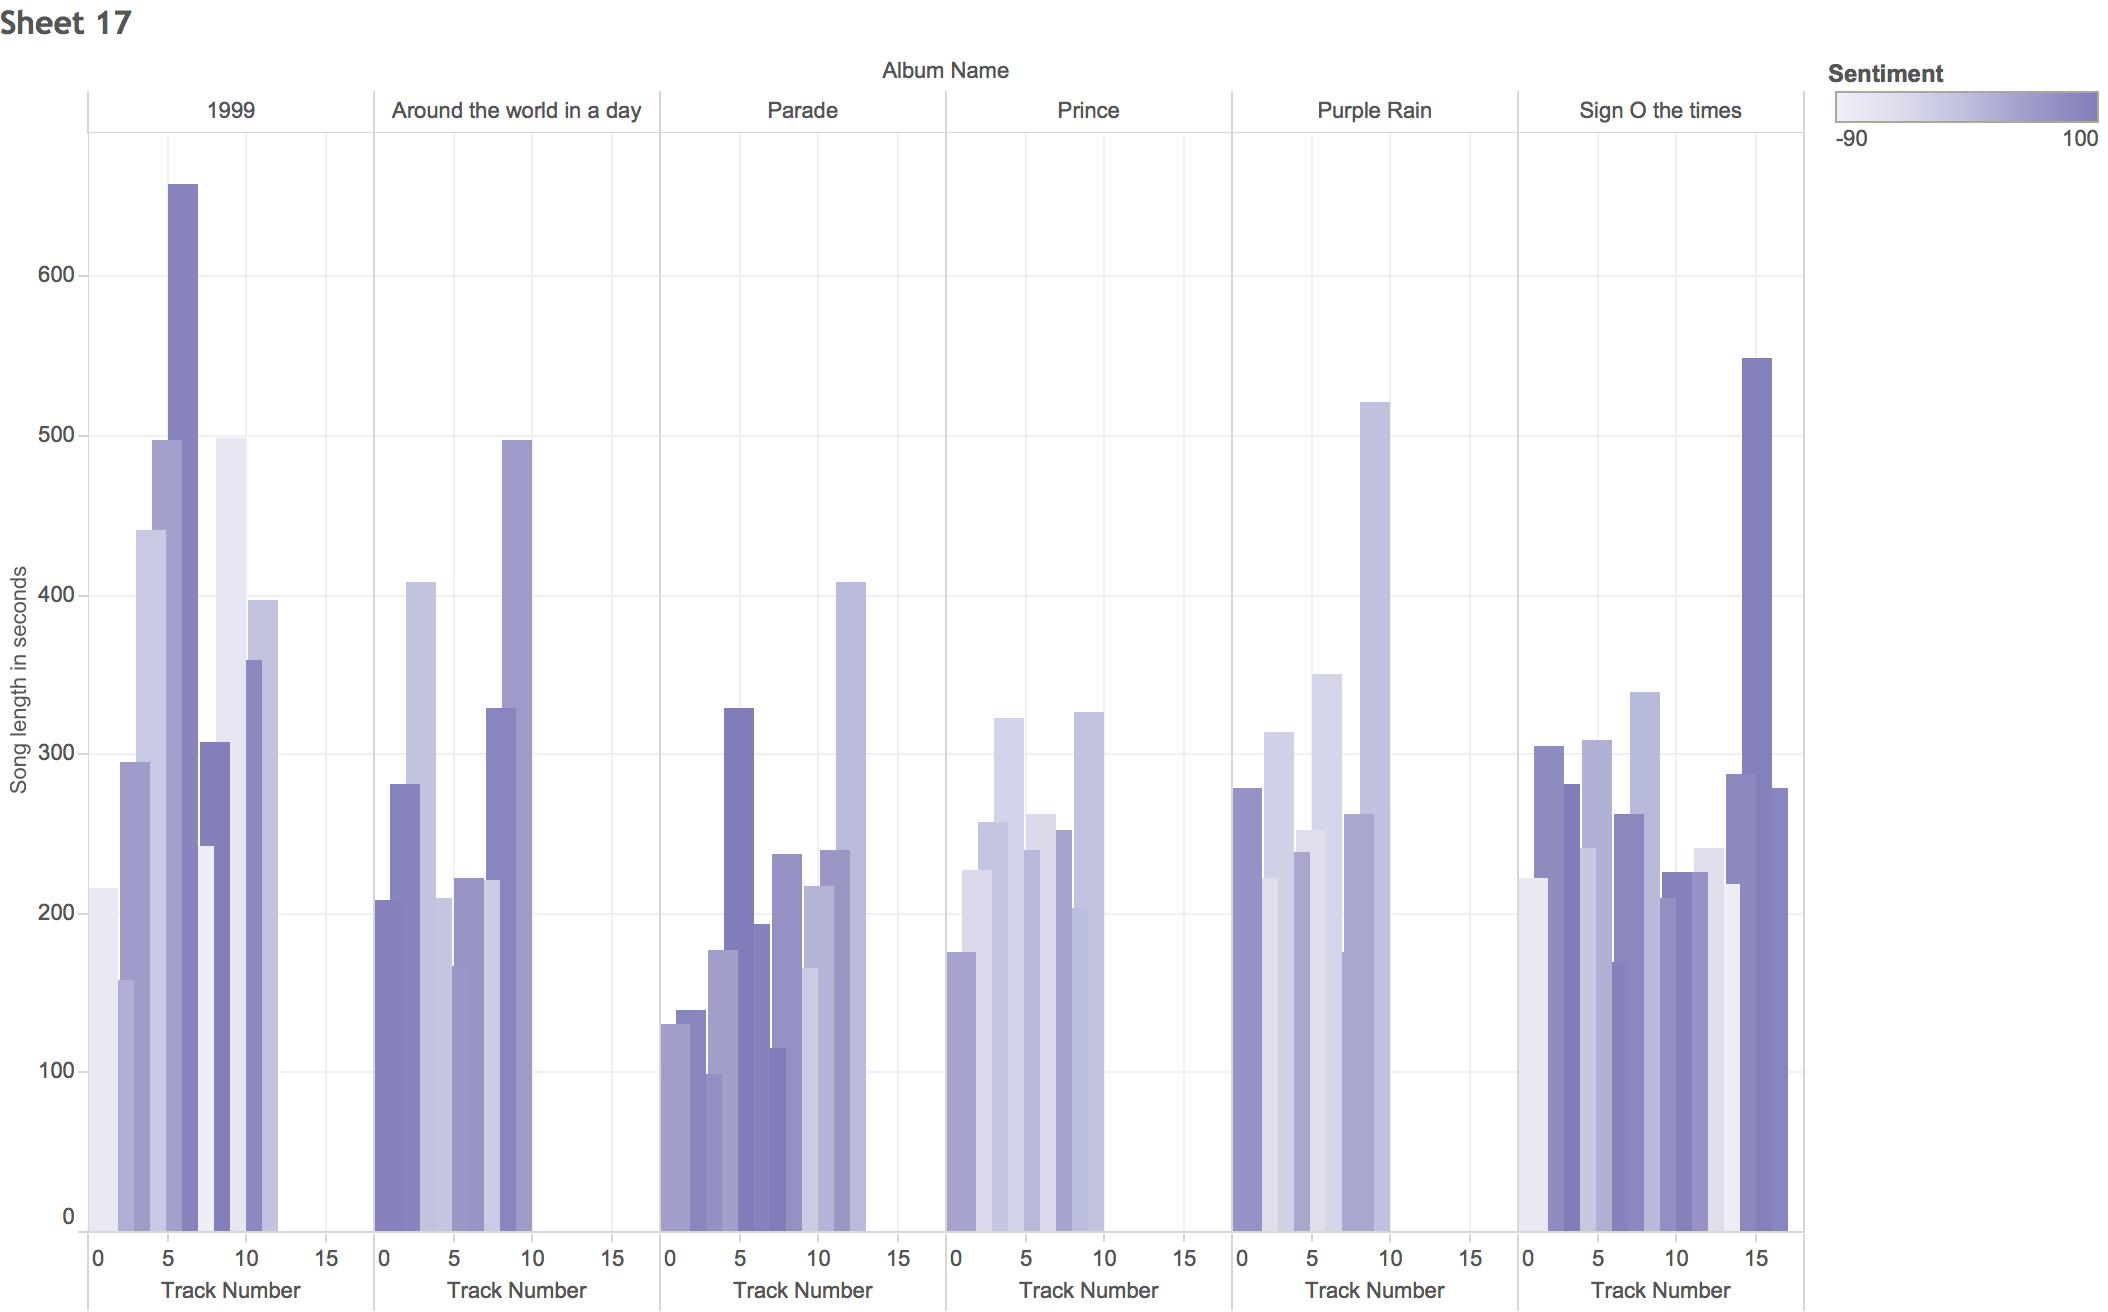 Sheet 17
Album Name
1999 Around the world in a day Parade Prince Purple Rain Sign O the times
Sentiment
-90 100
Song length in seconds
600
500
400
300
200
100
0
0 5 10 15 0 5 10 15 0 5 10 15 0 5 10 15 0 5 10 15 0 5 10 15
Track Number Track Number Track Number Track Number Track Number Track Number